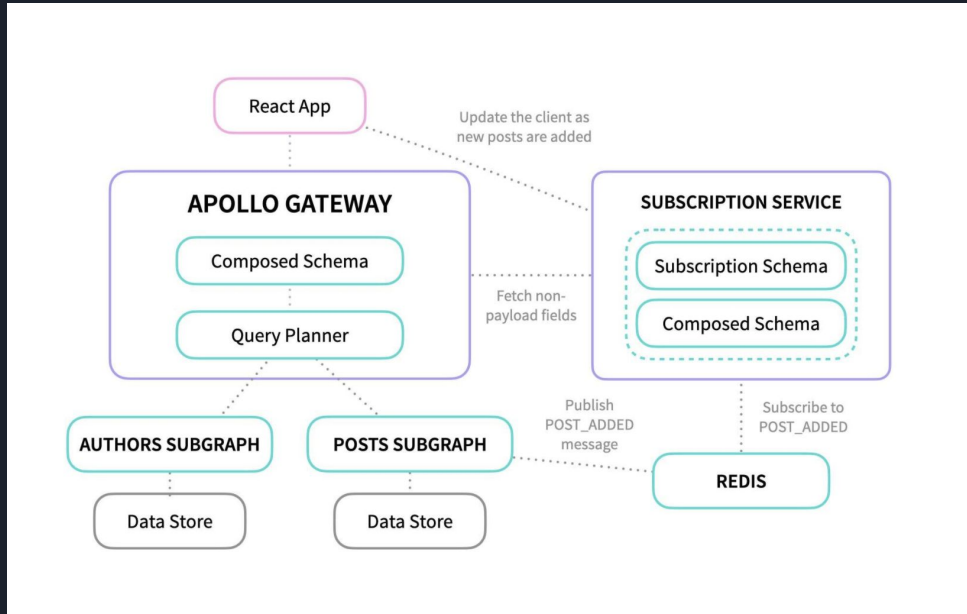 React App
Update the client as
new posts are added
APOLLO GATEWAY
Composed Schema
Query Planner
Fetch non-
payload fields
SUBSCRIPTION SERVICE
Subscription Schema
Composed Schema
AUTHORS SUBGRAPH
Data Store
POSTS SUBGRAPH
Data Store
Publish
POST_ADDED
message
Subscribe to
POST_ADDED
REDIS